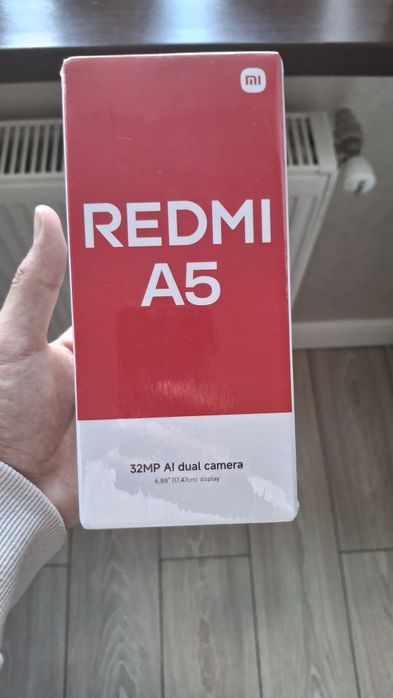 mi
REDMI
A5
32MP AI dual camera
6.88" (17.47cm) display